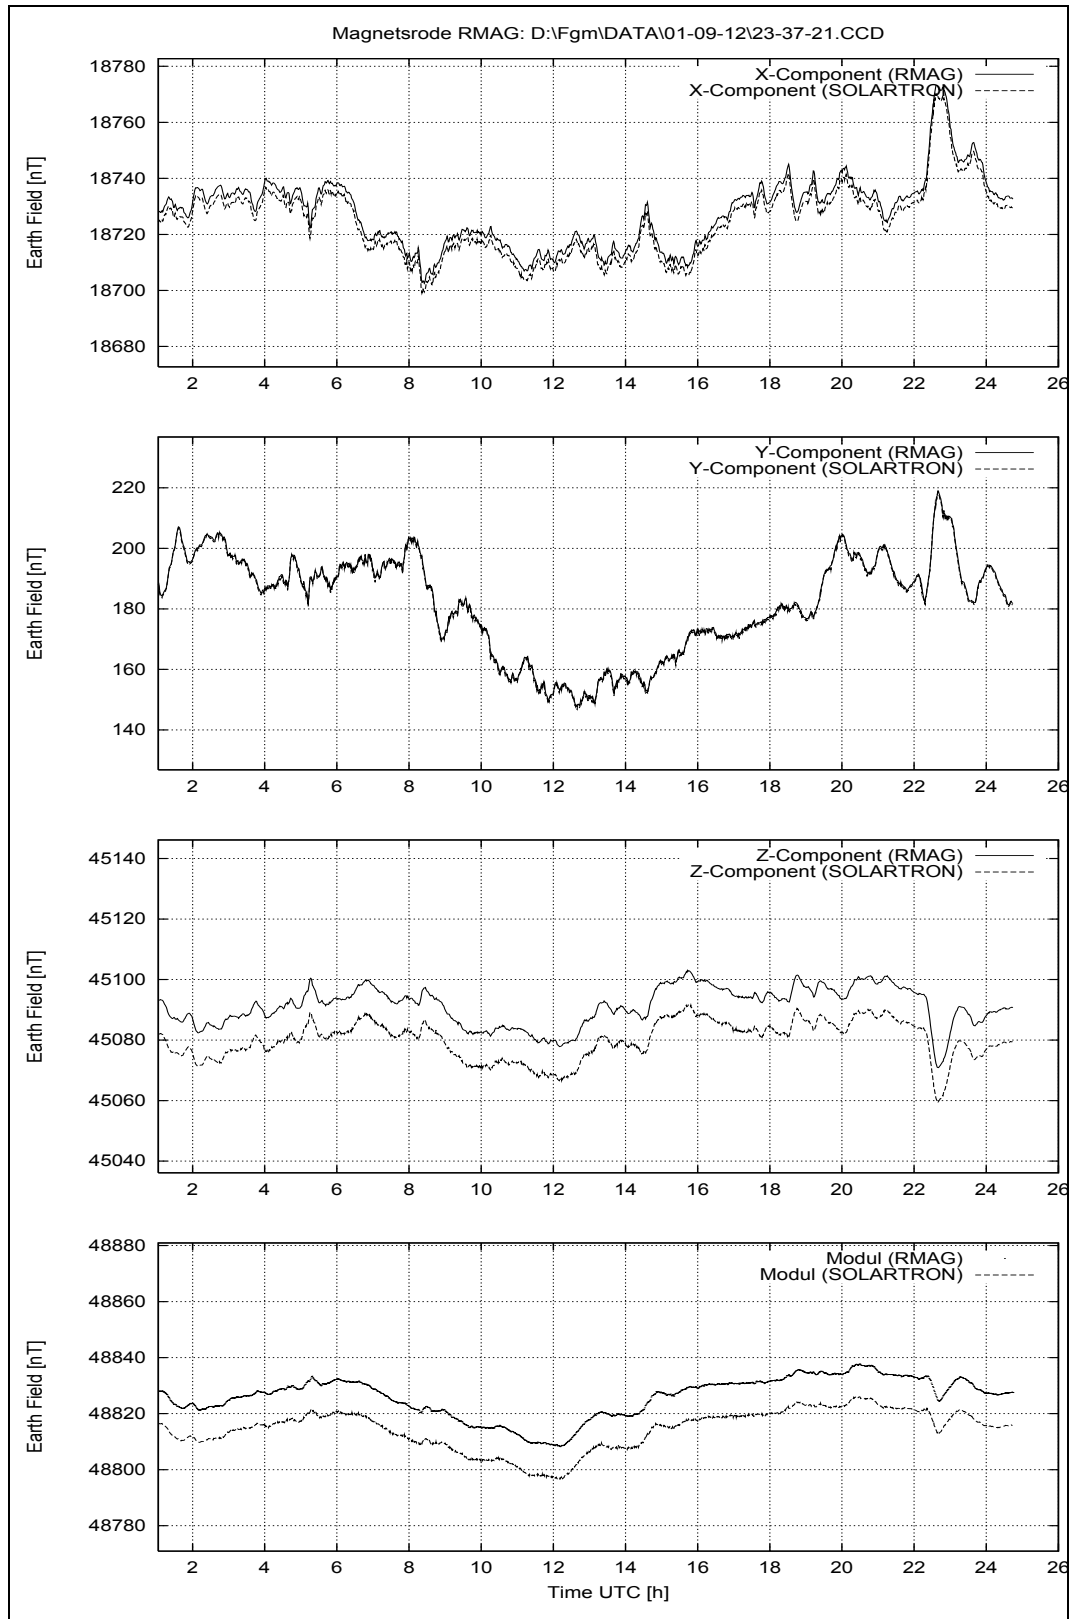 Magnetsrode RMAG: D:\Fgm\DATA\01-09-12\23-37-21.CCD
X-Component (RMAG)
X-Component (SOLARTRON)
Earth Field [nT]
18780
18760
18740
18720
18700
18680
2 4 6 8 10 12 14 16 18 20 22 24 26
Y-Component (RMAG)
Y-Component (SOLARTRON)
Earth Field [nT]
220
200
180
160
140
2 4 6 8 10 12 14 16 18 20 22 24 26
Z-Component (RMAG)
Z-Component (SOLARTRON)
Earth Field [nT]
45140
45120
45100
45080
45060
45040
2 4 6 8 10 12 14 16 18 20 22 24 26
Modul (RMAG)
Modul (SOLARTRON)
Earth Field [nT]
48880
48860
48840
48820
48800
48780
2 4 6 8 10 12 14 16 18 20 22 24 26
Time UTC [h]